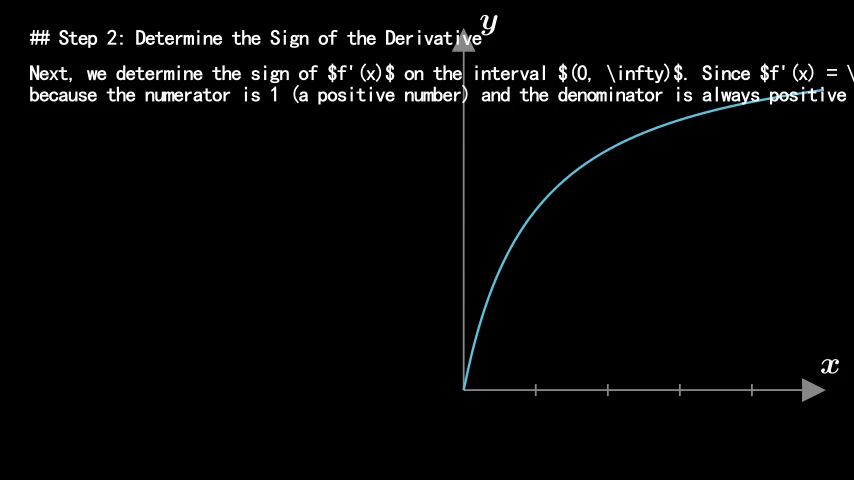 y
## Step 2: Determine the Sign of the Derivative
Next, we determine the sign of $f'(x)$ on the interval $(0, \infty)$. Since $f'(x) = \
because the numerator is 1 (a positive number) and the denominator is always positive
x